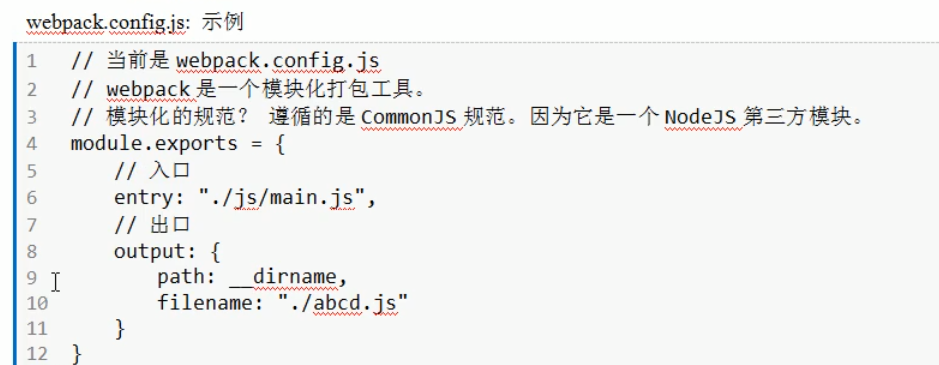 webpack.config.js: 示例
1 // 当前是 webpack.config.js
2 // webpack 是一个模块化打包工具。
3 // 模块化的规范？ 遵循的是 CommonJS 规范。因为它是一个 NodeJS 第三方模块。
4 module.exports = {
5     // 入口
6     entry: "./js/main.js",
7     // 出口
8     output: {
9         path: __dirname,
10         filename: "./abcd.js"
11     }
12 }